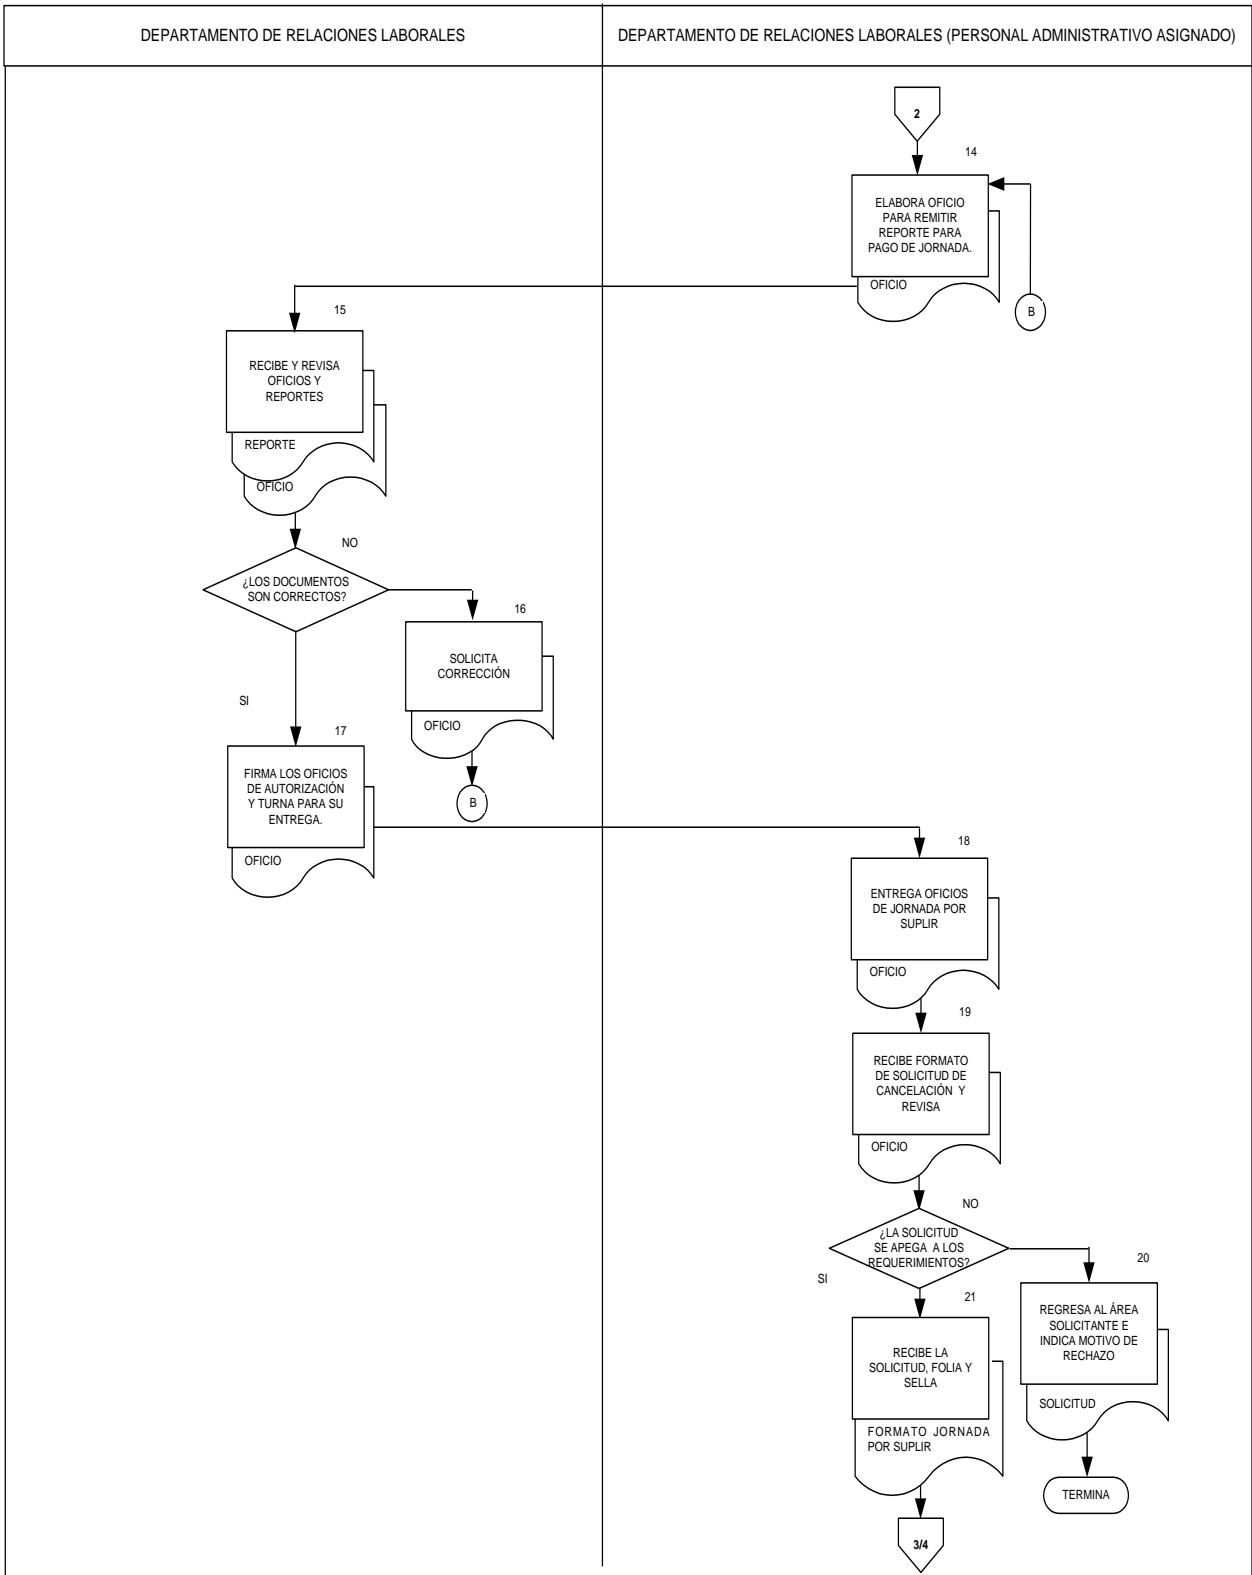 DEPARTAMENTO DE RELACIONES LABORALES
DEPARTAMENTO DE RELACIONES LABORALES (PERSONAL ADMINISTRATIVO ASIGNADO)
2
14
ELABORA OFICIO
PARA REMITIR
REPORTE PARA
PAGO DE JORNADA.
OFICIO
B
15
RECIBE Y REVISA
OFICIOS Y
REPORTES
REPORTE
OFICIO
NO
¿LOS DOCUMENTOS
SON CORRECTOS?
16
SOLICITA
CORRECCIÓN
OFICIO
B
SI
17
FIRMA LOS OFICIOS
DE AUTORIZACIÓN
Y TURNA PARA SU
ENTREGA.
OFICIO
18
ENTREGA OFICIOS
DE JORNADA POR
SUPLIR
OFICIO
19
RECIBE FORMATO
DE SOLICITUD DE
CANCELACIÓN Y
REVISA
OFICIO
NO
¿LA SOLICITUD
SE APEGA A LOS
REQUERIMIENTOS?
SI
20
REGRESA AL ÁREA
SOLICITANTE E
INDICA MOTIVO DE
RECHAZO
SOLICITUD
TERMINA
21
RECIBE LA
SOLICITUD, FOLIA Y
SELLA
FORMATO JORNADA
POR SUPLIR
3/4